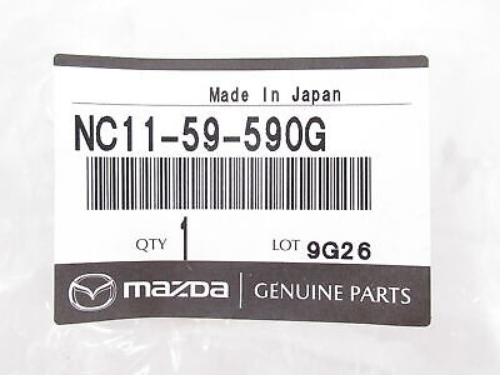 Made In Japan
NC11-59-590G
QTY 1 LOT 9G26
mazda GENUINE PARTS